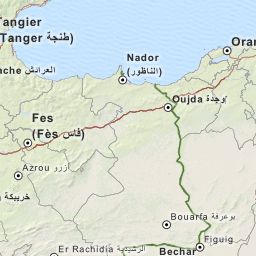 Tangier
(Tanger طنجة)
Nador
(الناظور)
Oran
che العرائش
Oujda وجدة
Fes
(Fès فاس)
Azrou أزرو
خريبكة
Bouarfa بوعرفة
Figuig
Er Rachidia الرشيدية
Bechar